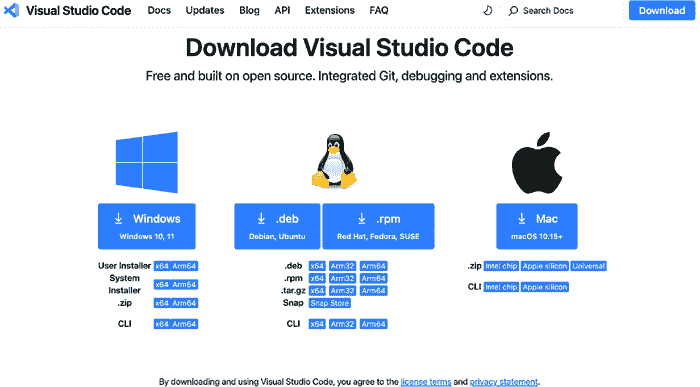 Visual Studio Code Docs Updates Blog API Extensions FAQ Search Docs Download
Download Visual Studio Code
Free and built on open source. Integrated Git, debugging and extensions.
Windows
Windows 10, 11
.deb
Debian, Ubuntu
.rpm
Red Hat, Fedora, SUSE
Mac
macOS 10.15+
User Installer x64 Arm64
System
Installer x64 Arm64
.zip x64 Arm64
CLI x64 Arm64
.deb x64 Arm32 Arm64
.rpm x64 Arm32 Arm64
.tar.gz x64 Arm32 Arm64
Snap Snap Store
CLI x64 Arm32 Arm64
.zip Intel chip Apple silicon Universal
CLI Intel chip Apple silicon
By downloading and using Visual Studio Code, you agree to the license terms and privacy statement.